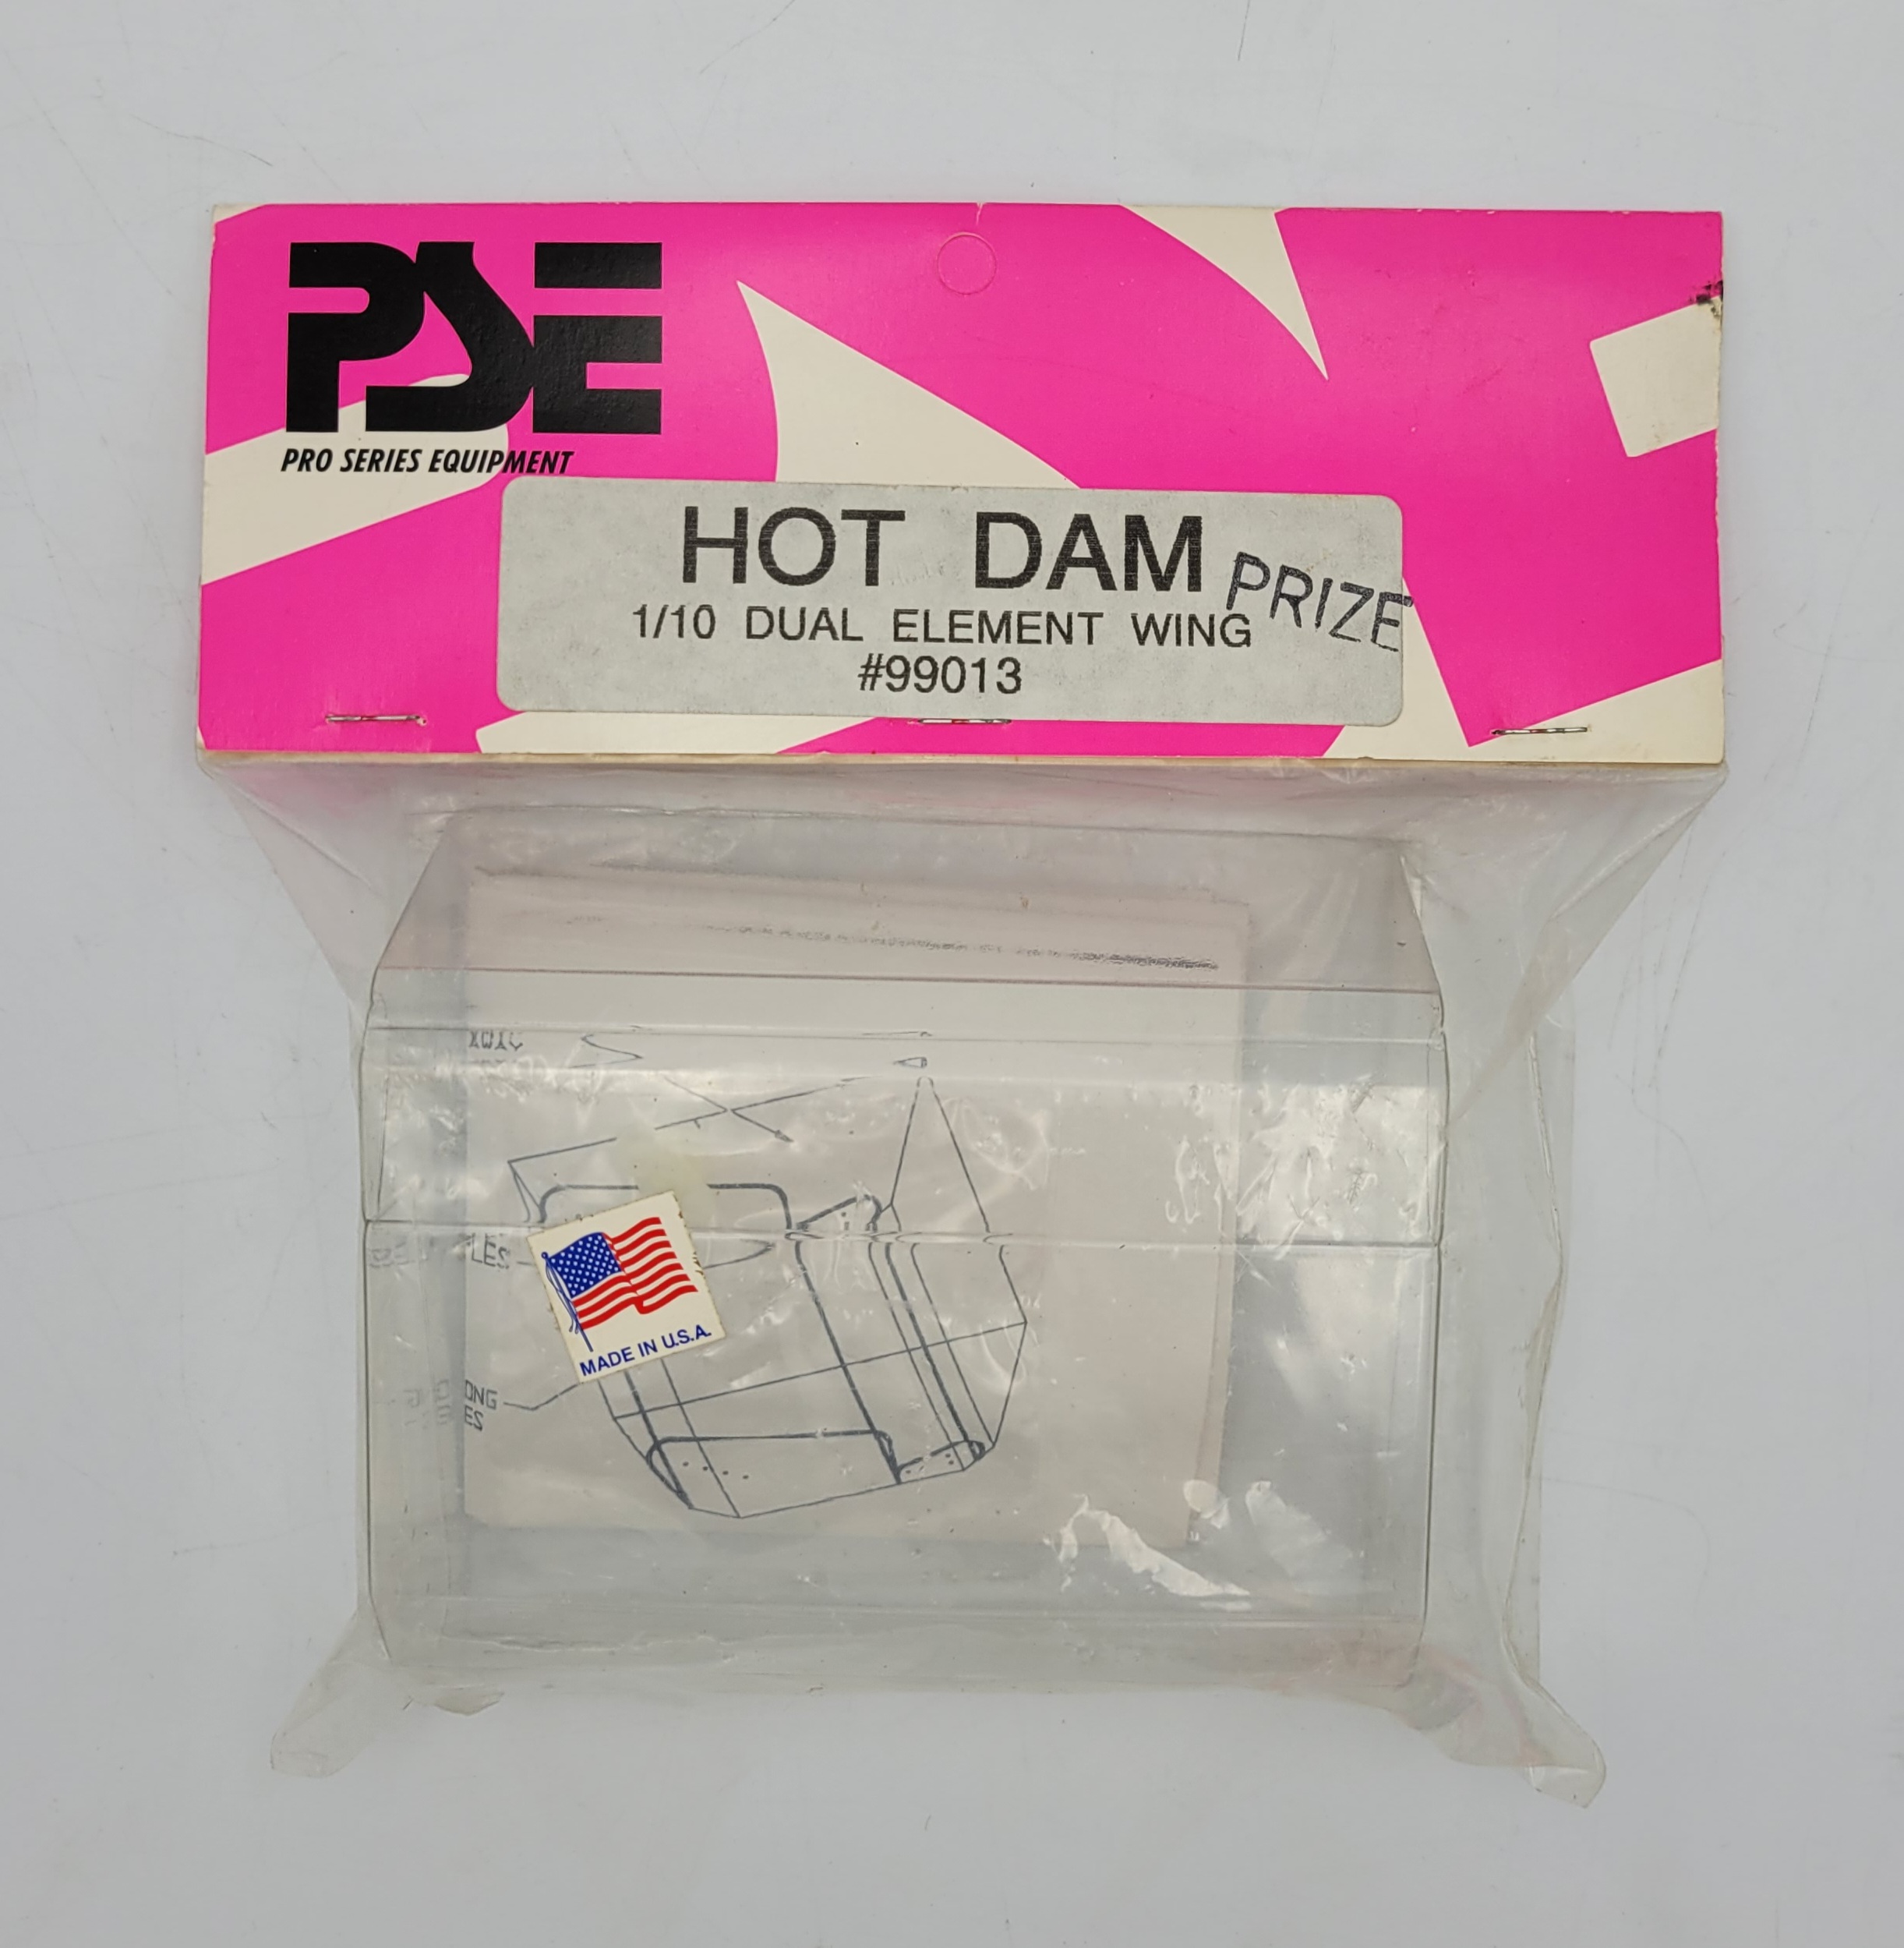 PSE
PRO SERIES EQUIPMENT
HOT DAM
PRIZE
1/10 DUAL ELEMENT WING
#99013
MADE IN U.S.A.